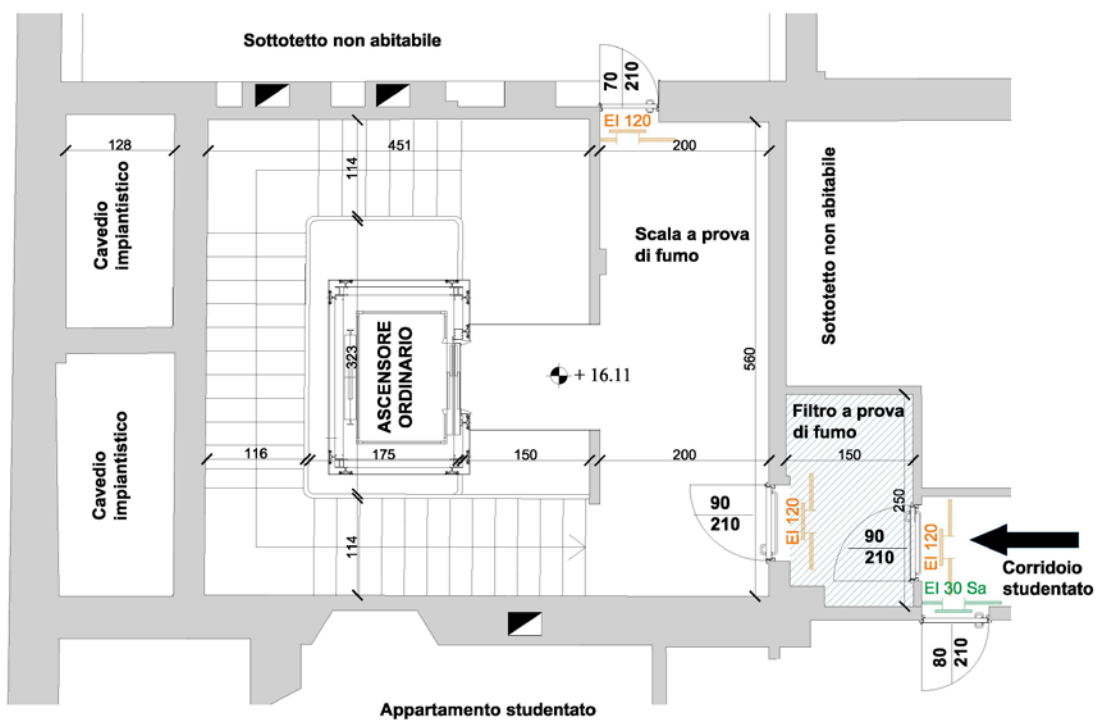 Sottotetto non abitabile
70
210
EI 120
128
451
200
114
Cavedio
impiantistico
Scala a prova
di fumo
Sottotetto non abitabile
ASCENSORE
ORDINARIO
323
+ 16.11
560
Filtro a prova
di fumo
116
175
150
200
150
Cavedio
impiantistico
90
210
EI 120
250
90
210
EI 120
114
Corridoio
studentato
EI 30 Sa
80
210
Appartamento studentato